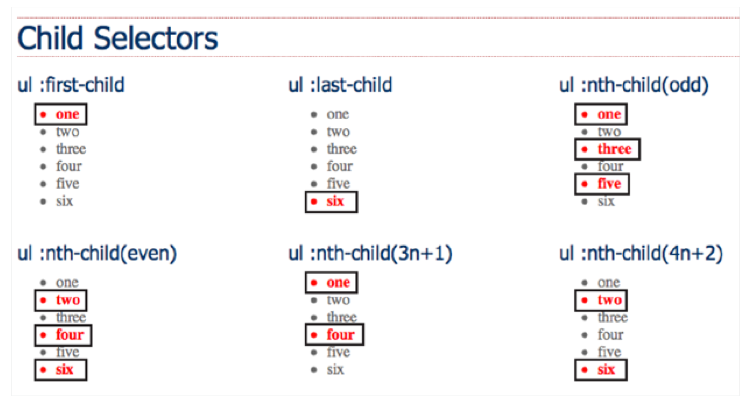 Child Selectors
ul :first-child
one
two
three
four
five
six
ul :last-child
one
two
three
four
five
six
ul :nth-child(odd)
one
two
three
four
five
six
ul :nth-child(even)
one
two
three
four
five
six
ul :nth-child(3n+1)
one
two
three
four
five
six
ul :nth-child(4n+2)
one
two
three
four
five
six